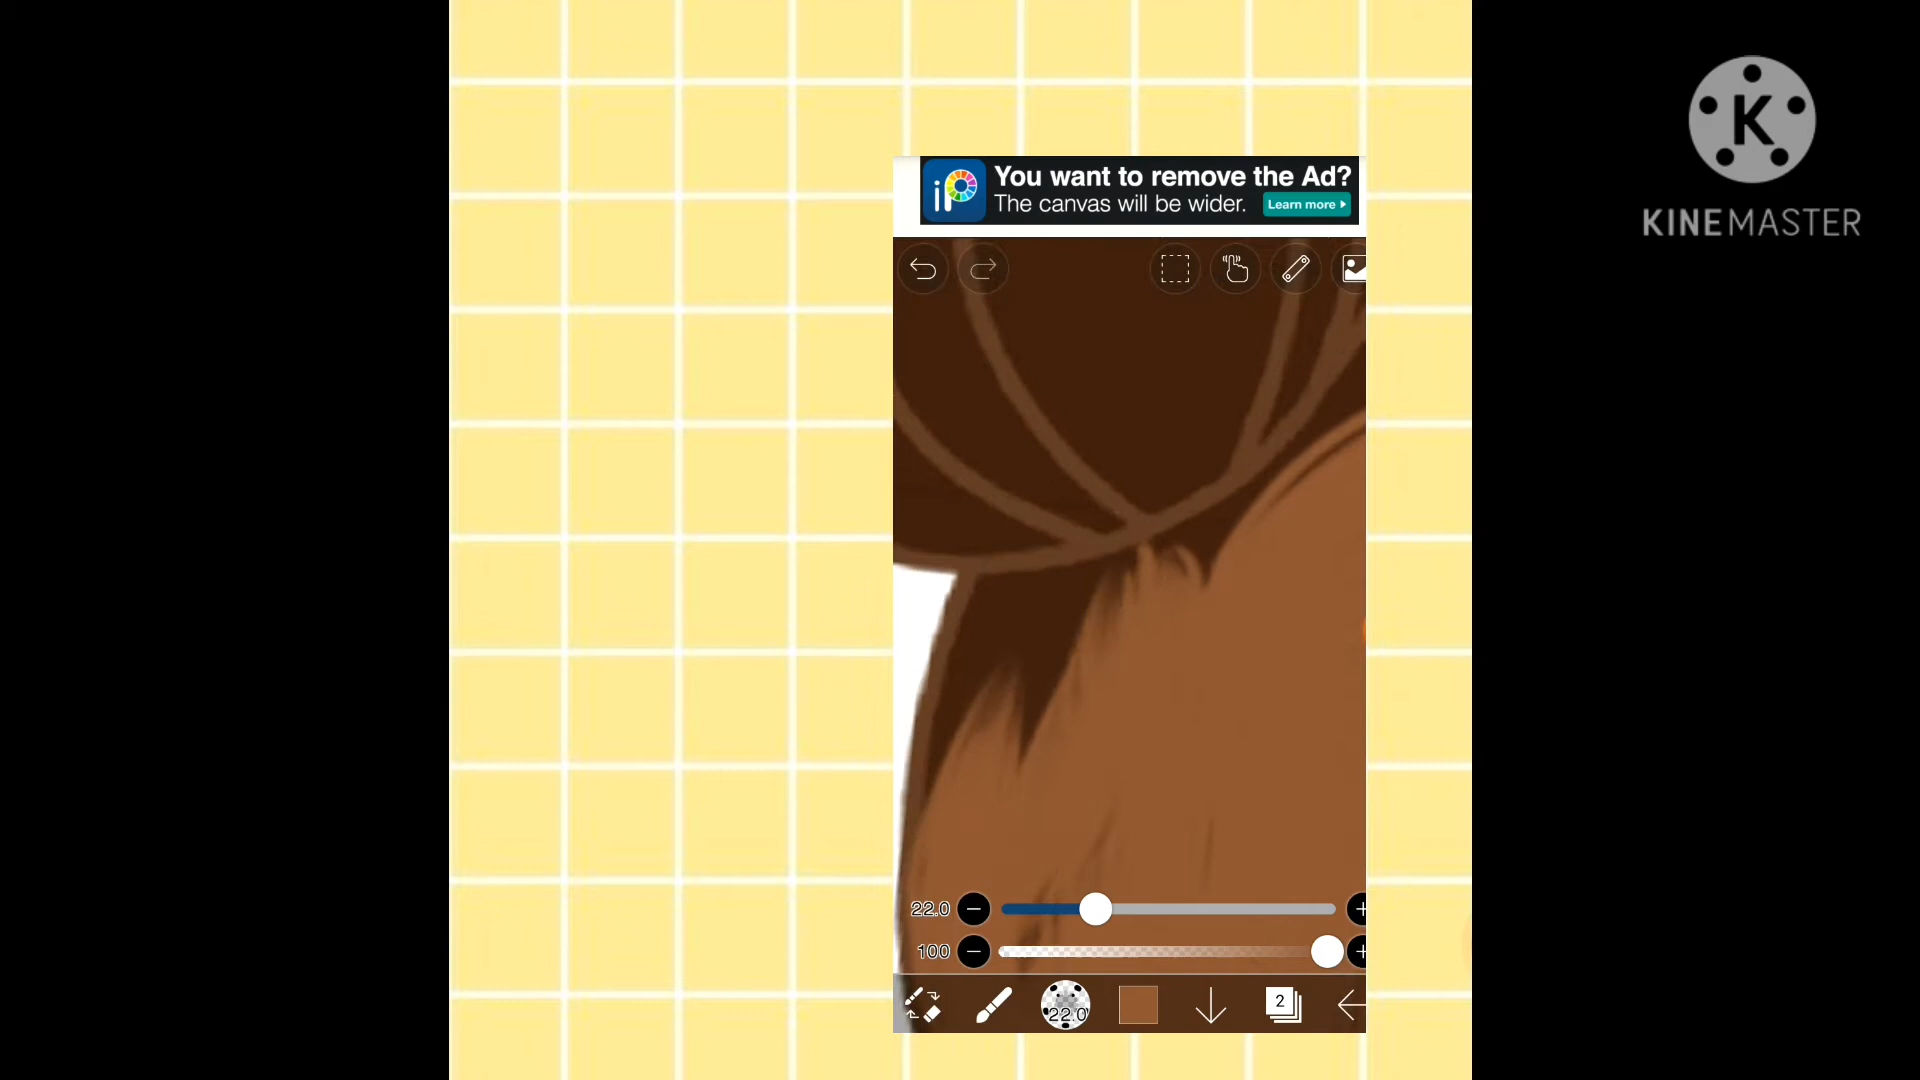 K
KINEMASTER
iP
You want to remove the Ad?
The canvas will be wider.
Learn more
22.0
100
22.0
2